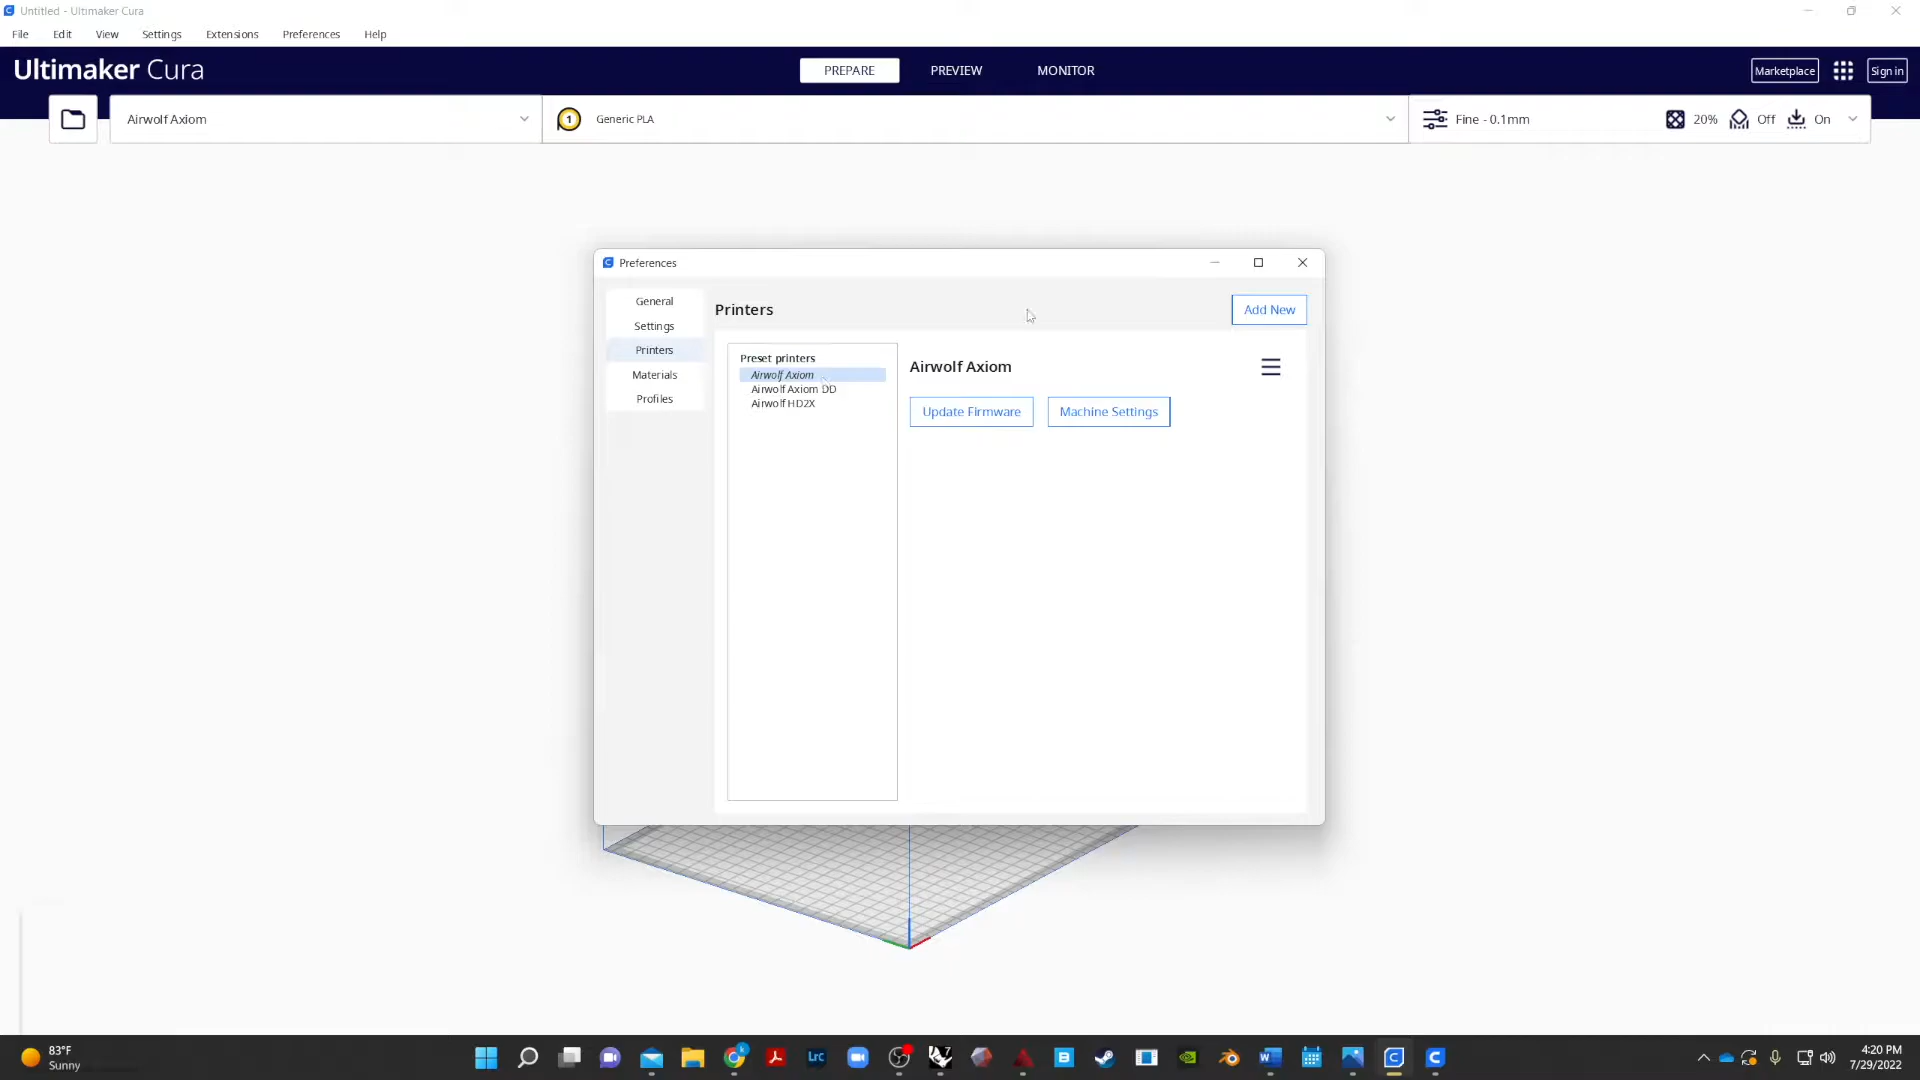 Untitled - Ultimaker Cura
File Edit View Settings Extensions Preferences Help
Ultimaker Cura
PREPARE PREVIEW MONITOR
Marketplace Sign in
Airwolf Axiom
1 Generic PLA
Fine - 0.1mm 20% Off On
Preferences
General
Settings
Printers
Materials
Profiles
Printers
Add New
Preset printers
Airwolf Axiom
Airwolf Axiom DD
Airwolf HD2X
Airwolf Axiom
Update Firmware Machine Settings
83°F
Sunny
Lrc
4:20 PM
7/29/2022